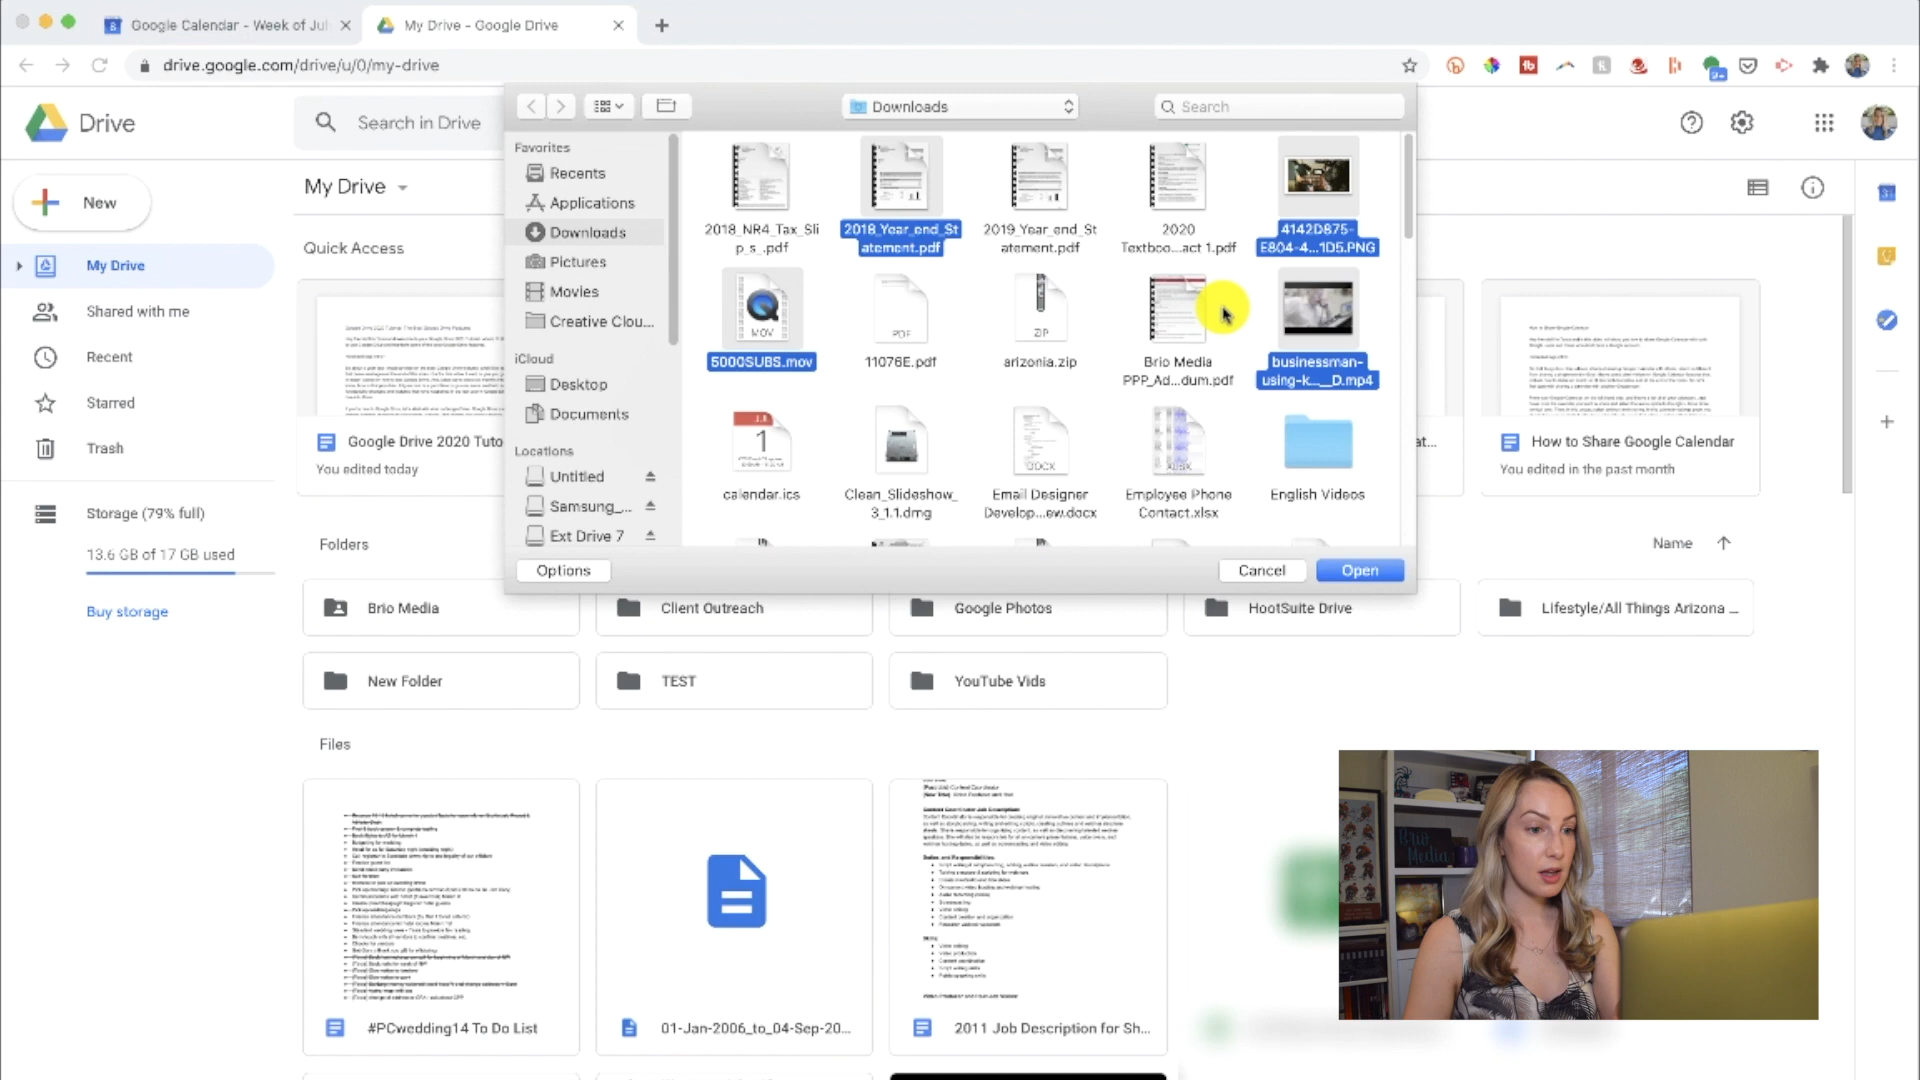 Google Calendar - Week of Jul
My Drive - Google Drive
drive.google.com/drive/u/0/my-drive
Drive
Search in Drive
New
My Drive
Shared with me
Recent
Starred
Trash
Storage (79% full)
13.6 GB of 17 GB used
Buy storage
My Drive
Quick Access
Google Drive 2020 Tuto
You edited today
at...
How to Share Google Calendar
You edited in the past month
Downloads
Search
Favorites
Recents
Applications
Downloads
Pictures
Movies
Creative Clou...
iCloud
Desktop
Documents
Locations
Untitled
Samsung_...
Ext Drive 7
2018_NR4_Tax_Sli
p_s_.pdf
2018_Year_end_St
atement.pdf
2019_Year_end_St
atement.pdf
2020
Textboo...act 1.pdf
4142D875-
E804-4...1D5.PNG
MOV
5000SUBS.mov
PDF
11076E.pdf
ZIP
arizonia.zip
Brio Media
PPP_Ad...dum.pdf
businessman-
using-k...__D.mp4
1
calendar.ics
Clean_Slideshow_
3_1.1.dmg
DOCX
Email Designer
Develop...ew.docx
XLSX
Employee Phone
Contact.xlsx
English Videos
Options
Cancel
Open
Folders
Name
Brio Media
Client Outreach
Google Photos
HootSuite Drive
Lifestyle/All Things Arizona ...
New Folder
TEST
YouTube Vids
Files
#PCwedding14 To Do List
01-Jan-2006_to_04-Sep-20...
2011 Job Description for Sh...